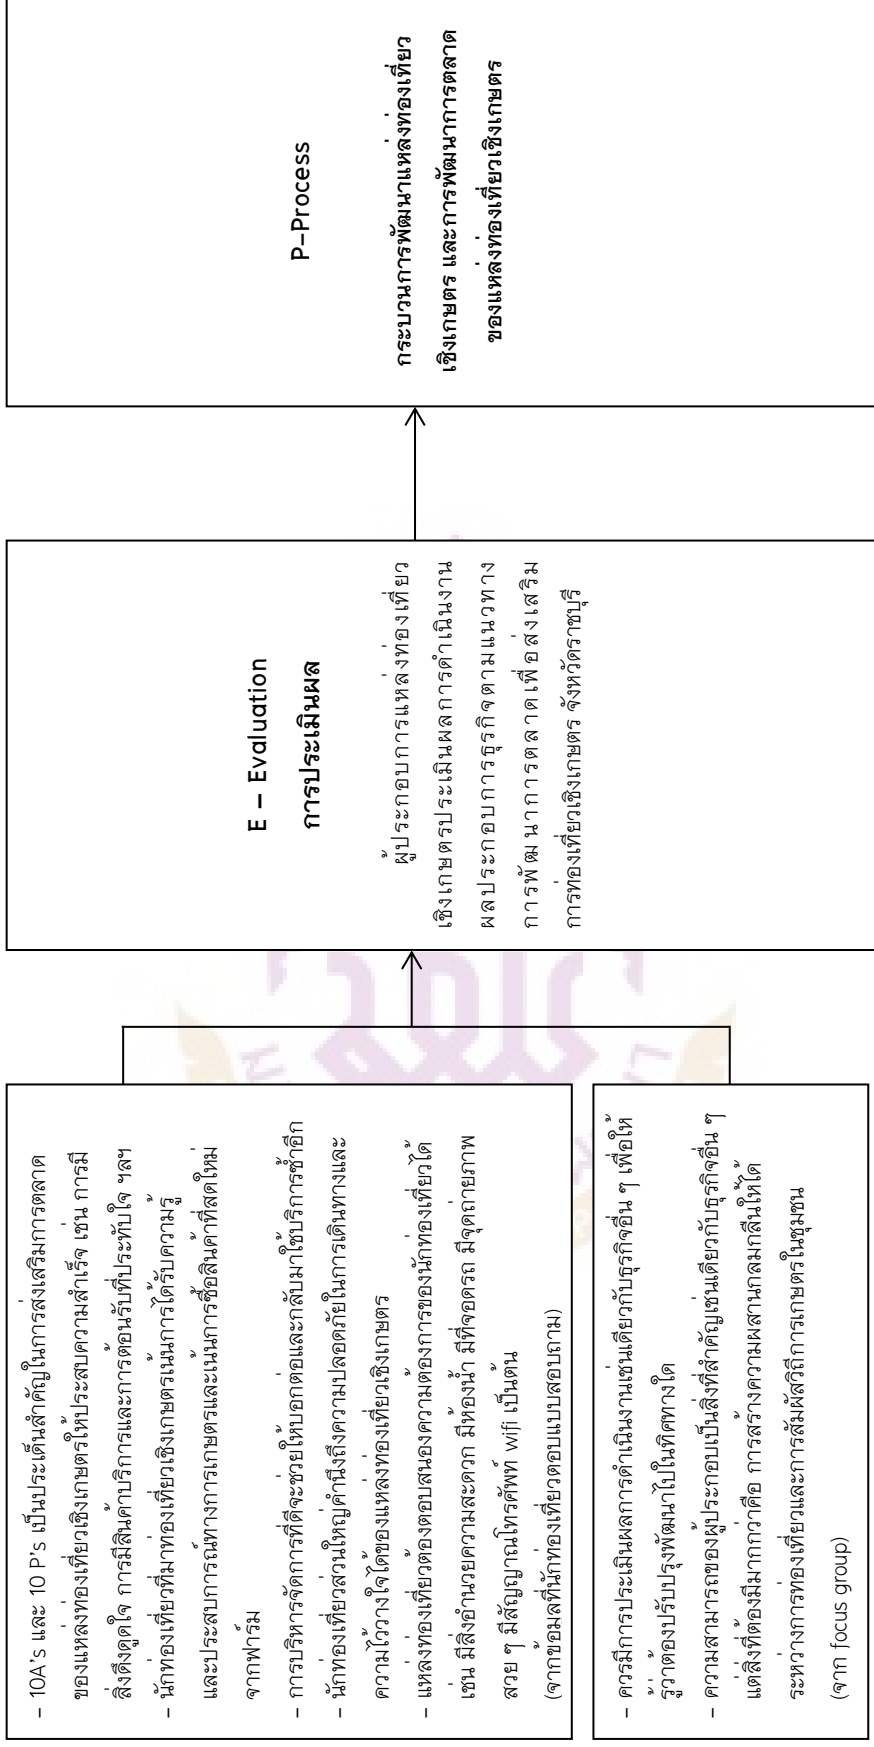 – 10A's และ 10 P's เป็นประเด็นสำคัญในการส่งเสริมการตลาด
ของแหล่งท่องเที่ยวเชิงเกษตรให้ประสบความสำเร็จ เช่น การมี
สิ่งดึงดูดใจ การมีสินค้าบริการและการต้อนรับที่ประทับใจ ฯลฯ
– นักท่องเที่ยวที่มาท่องเที่ยวเชิงเกษตรเน้นการได้รับความรู้
และประสบการณ์ทางการเกษตรและเน้นการซื้อสินค้าที่สดใหม่
จากฟาร์ม
– การบริหารจัดการที่ดีจะช่วยให้บอกต่อและกลับมาใช้บริการซ้ำอีก
– นักท่องเที่ยวส่วนใหญ่คำนึงถึงความปลอดภัยในการเดินทางและ
ความไว้วางใจได้ของแหล่งท่องเที่ยวเชิงเกษตร
– แหล่งท่องเที่ยวต้องตอบสนองความต้องการของนักท่องเที่ยวได้
เช่น มีสิ่งอำนวยความสะดวก มีห้องน้ำ มีที่จอดรถ มีจุดถ่ายภาพ
สวย ๆ มีสัญญาณโทรศัพท์ wifi เป็นต้น
(จากข้อมูลที่นักท่องเที่ยวตอบแบบสอบถาม)
– ควรมีการประเมินผลการดำเนินงานเช่นเดียวกับธุรกิจอื่น ๆ เพื่อให้
รู้ว่าต้องปรับปรุงพัฒนาไปในทิศทางใด
– ความสามารถของผู้ประกอบเป็นสิ่งที่สำคัญเช่นเดียวกับธุรกิจอื่น ๆ
แต่สิ่งที่ต้องมีมากกว่าคือ การสร้างความผสานกลมกลืนให้ได้
ระหว่างการท่องเที่ยวและการสัมผัสวิถีการเกษตรในชุมชน
(จาก focus group)
E – Evaluation
การประเมินผล
ผู้ประกอบการแหล่งท่องเที่ยว
เชิงเกษตรประเมินผลการดำเนินงาน
ผลประกอบการธุรกิจตามแนวทาง
การพัฒนาการตลาดเพื่อส่งเสริม
การท่องเที่ยวเชิงเกษตร จังหวัดราชบุรี
P–Process
กระบวนการพัฒนาแหล่งท่องเที่ยว
เชิงเกษตร และการพัฒนาการตลาด
ของแหล่งท่องเที่ยวเชิงเกษตร